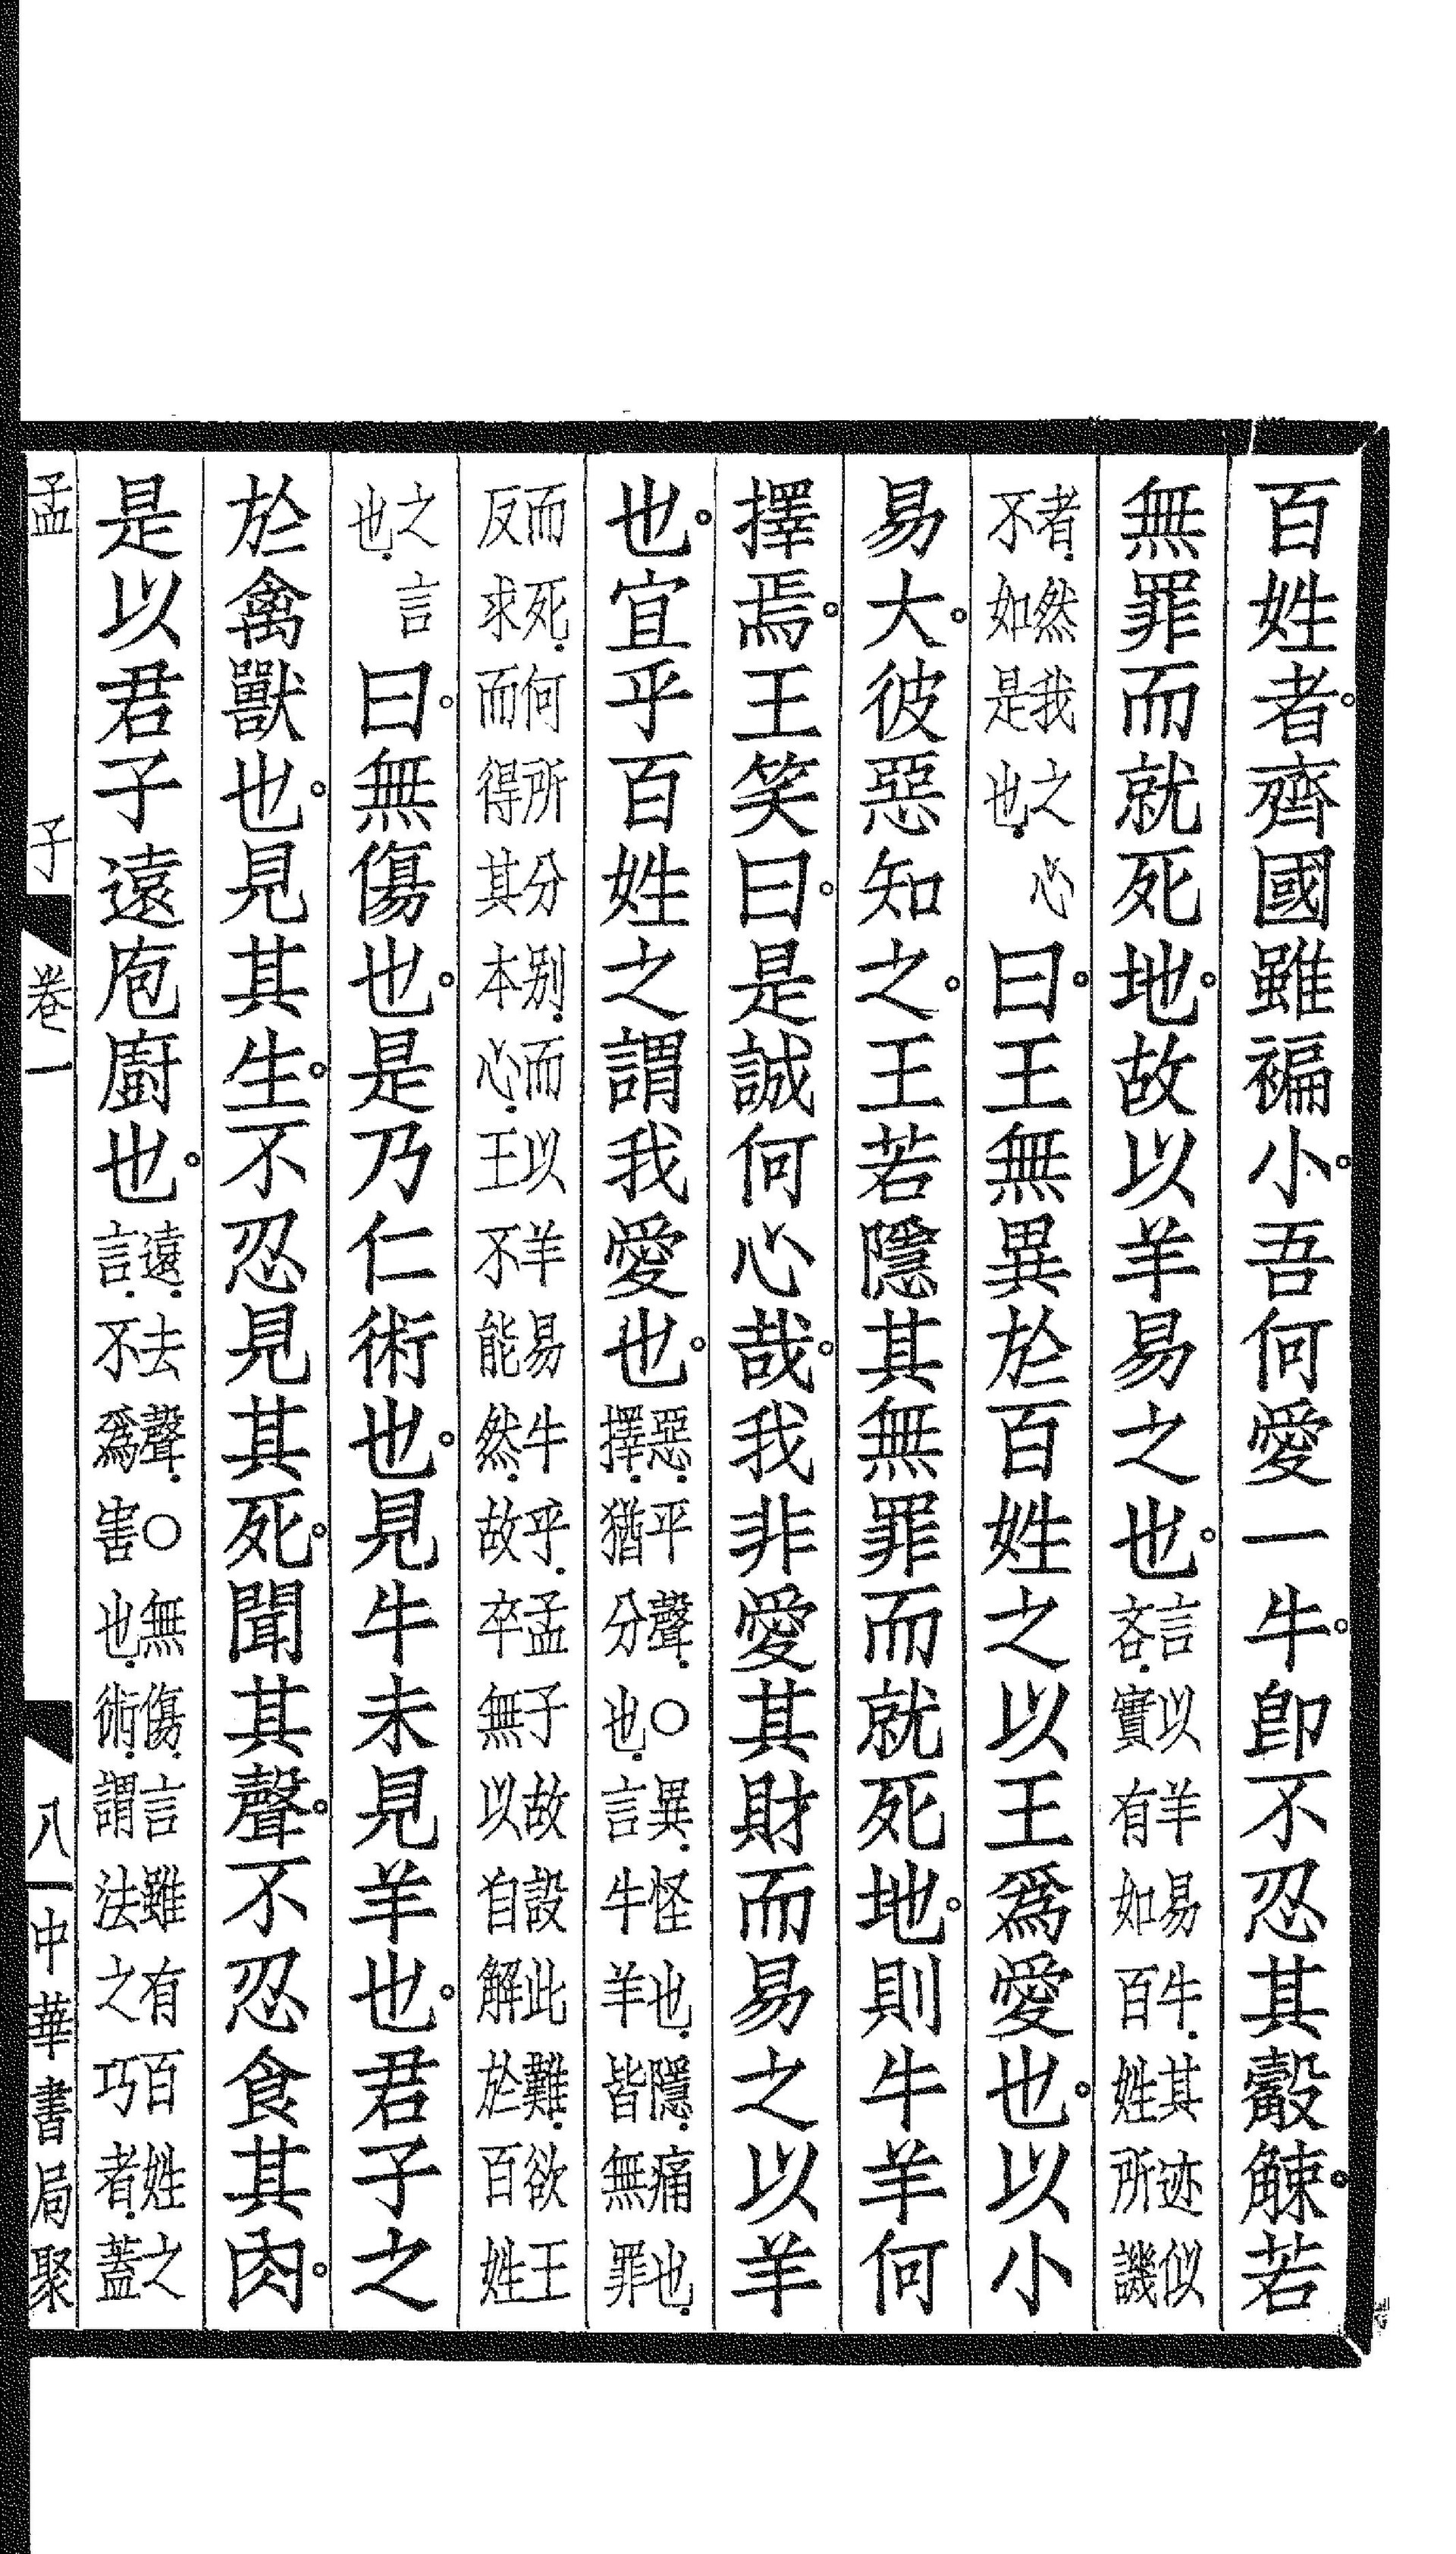 百姓者。齊國雖褊小。吾何愛一牛。卽不忍其觳觫。若
無罪而就死地。故以羊易之也。言以羊易牛.其迹似吝.實有如百姓所譏
者.然我之心不如是也.曰。王無異於百姓之以王爲愛也。以小
易大。彼惡知之。王若隱其無罪而就死地。則牛羊何
擇焉。王笑曰。是誠何心哉。我非愛其財而易之以羊
也。宜乎百姓之謂我愛也。惡.平聲.○異.怪也.隱.痛也.擇.猶分也.言牛羊皆無罪
而死.何所分別.而以羊易牛乎.孟子故設此難.欲王反求而得其本心.王不能然.故卒無以自解於百姓
之言也.曰。無傷也。是乃仁術也。見牛未見羊也。君子之
於禽獸也。見其生。不忍見其死。聞其聲。不忍食其肉。
是以君子遠庖廚也。遠.去聲.○無傷.言雖有百姓之言.不爲害也.術.謂法之巧者.蓋
孟子 卷一 八 中華書局聚